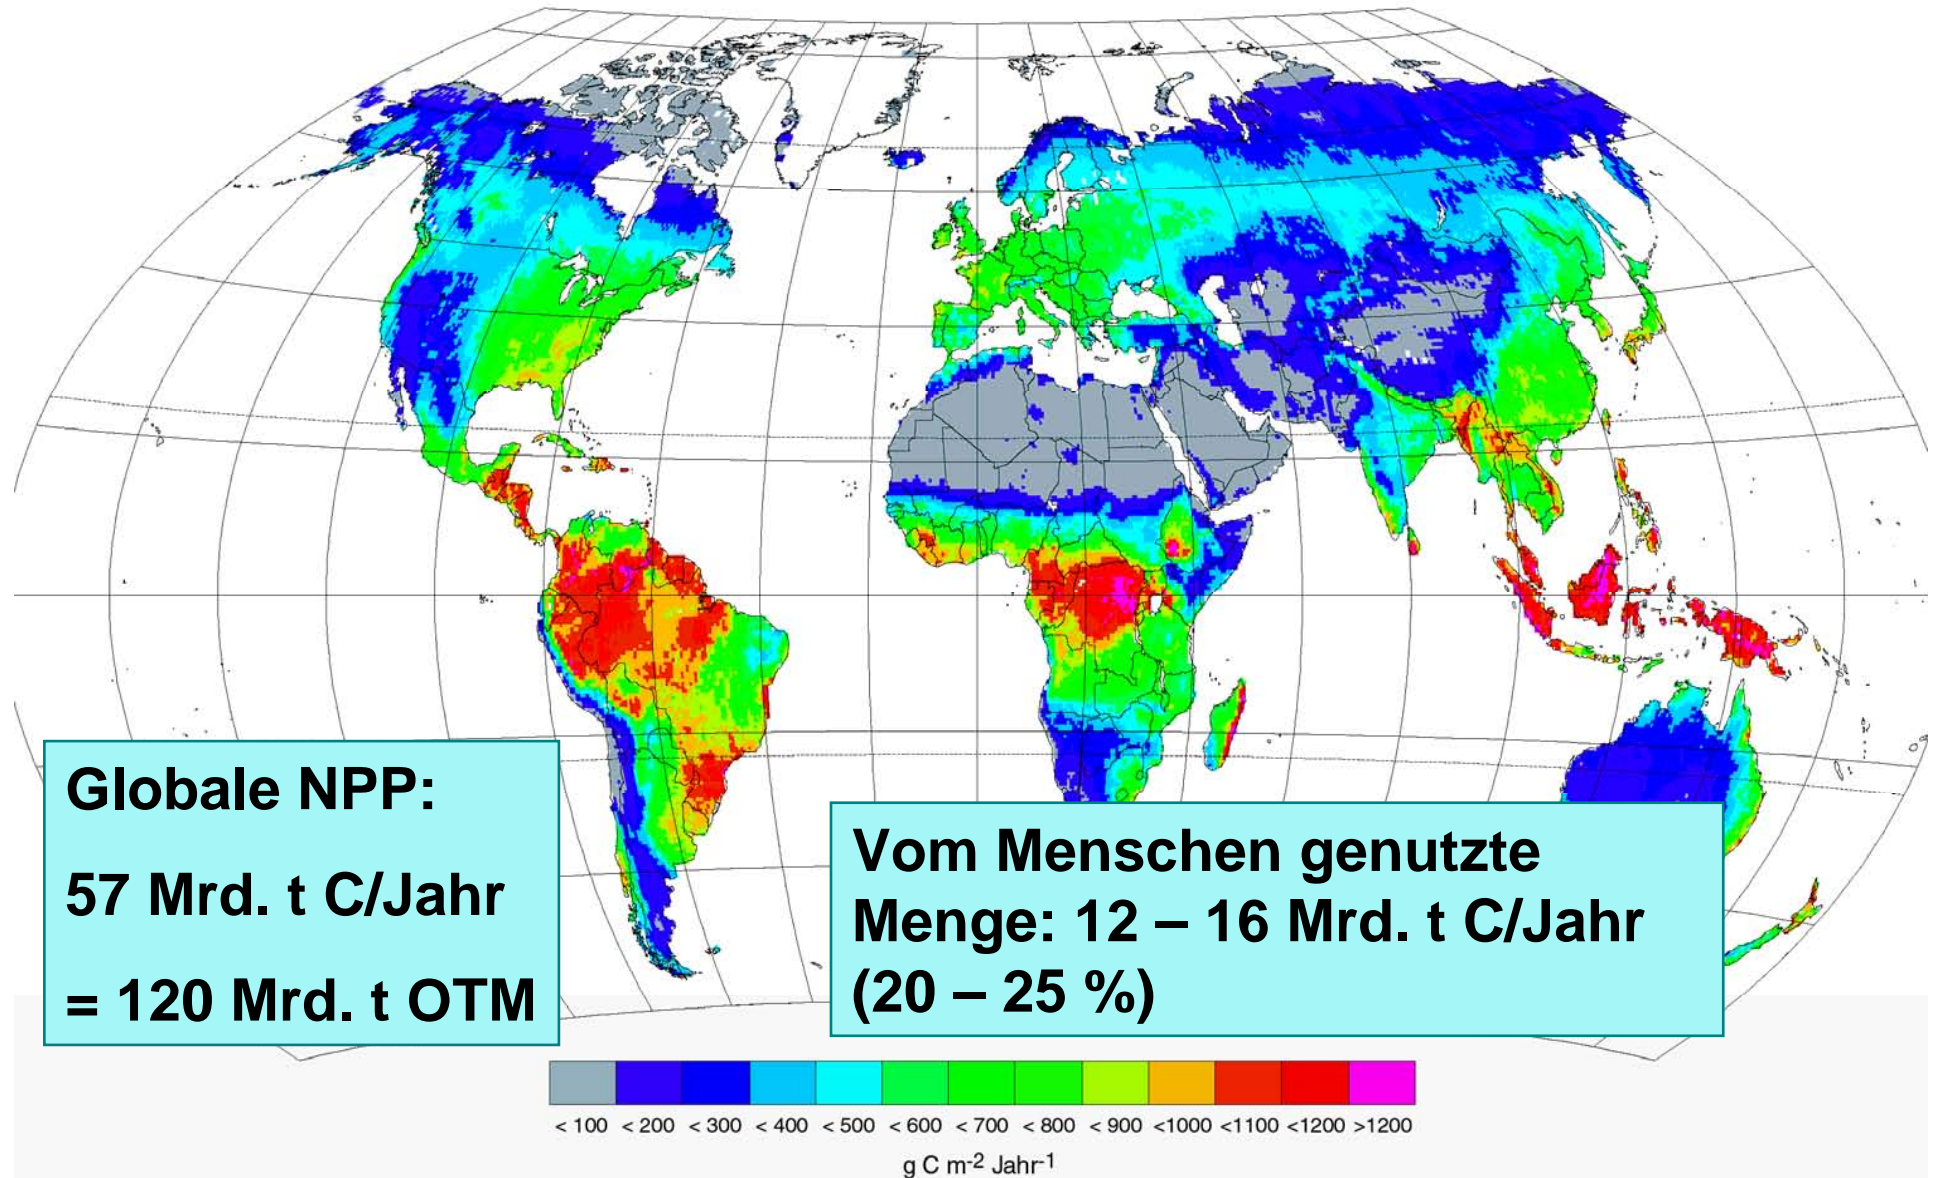 Globale NPP:
57 Mrd. t C/Jahr
= 120 Mrd. t OTM
Vom Menschen genutzte
Menge: 12 – 16 Mrd. t C/Jahr
(20 – 25 %)
< 100 < 200 < 300 < 400 < 500 < 600 < 700 < 800 < 900 <1000 <1100 <1200 >1200
g C m-2 Jahr-1